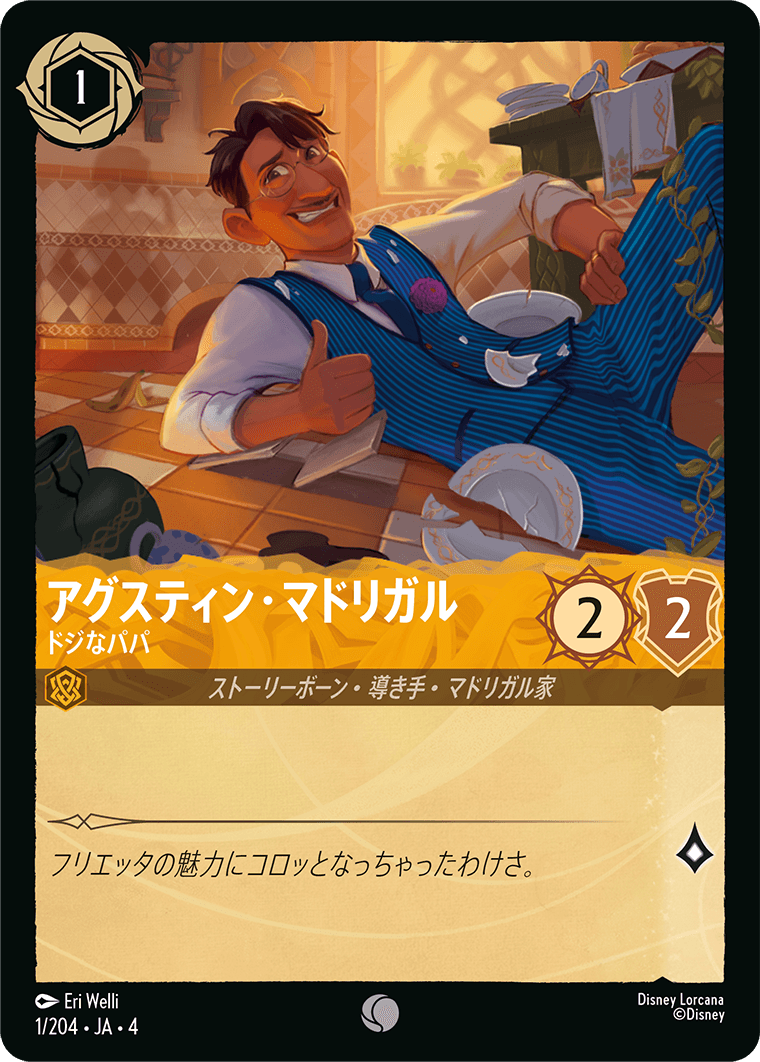 1
アグスティン・マドリガル
ドジなパパ
2
2
ストーリーボーン・導き手・マドリガル家
フリエッタの魅力にコロッとなっちゃったわけさ。
Eri Welli
1/204 • JA • 4
Disney Lorcana
©Disney